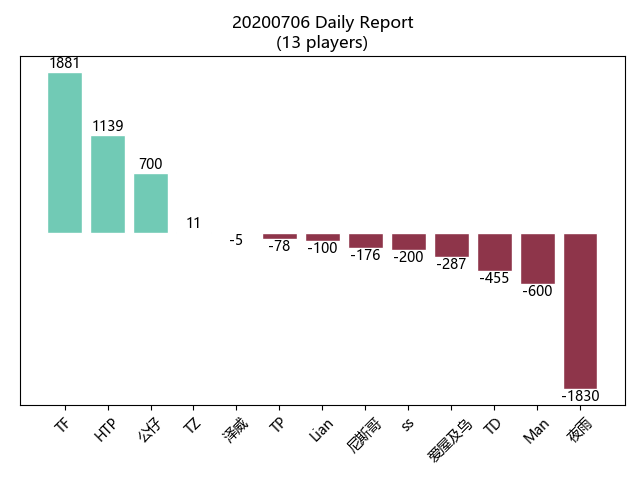 20200706 Daily Report
(13 players)
1881
1139
700
11
-5
-78
-100
-176
-200
-287
-455
-600
-1830
TF
HTP
公仔
TZ
泽威
TP
Lian
尼斯哥
ss
爱屋及乌
TD
Man
夜雨